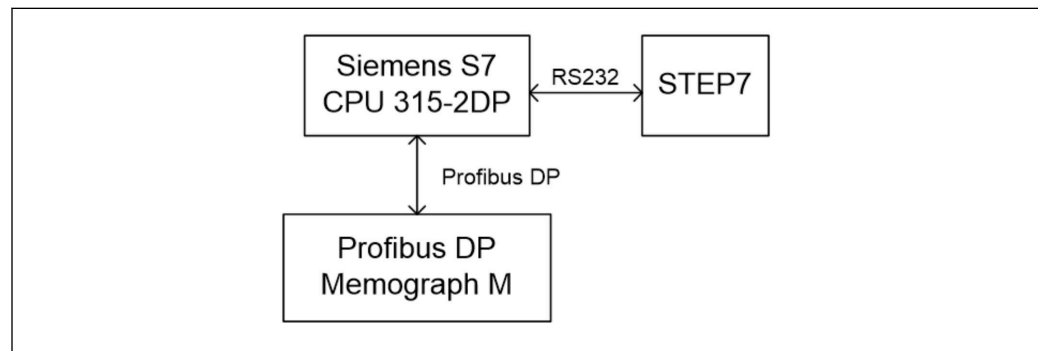 Siemens S7
CPU 315-2DP
RS232
STEP7
Profibus DP
Profibus DP
Memograph M